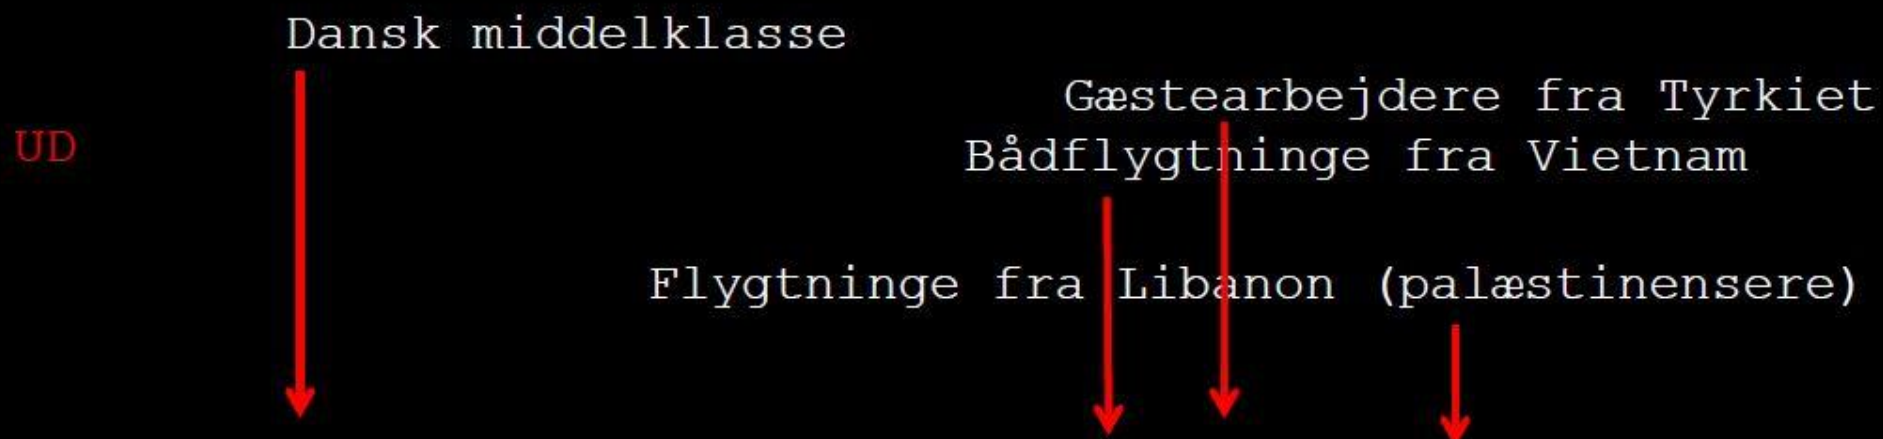 Dansk middelklasse
Gæstearbejdere fra Tyrkiet
UD
Bådflygtninge fra Vietnam
Flygtninge fra Libanon (palæstinensere)